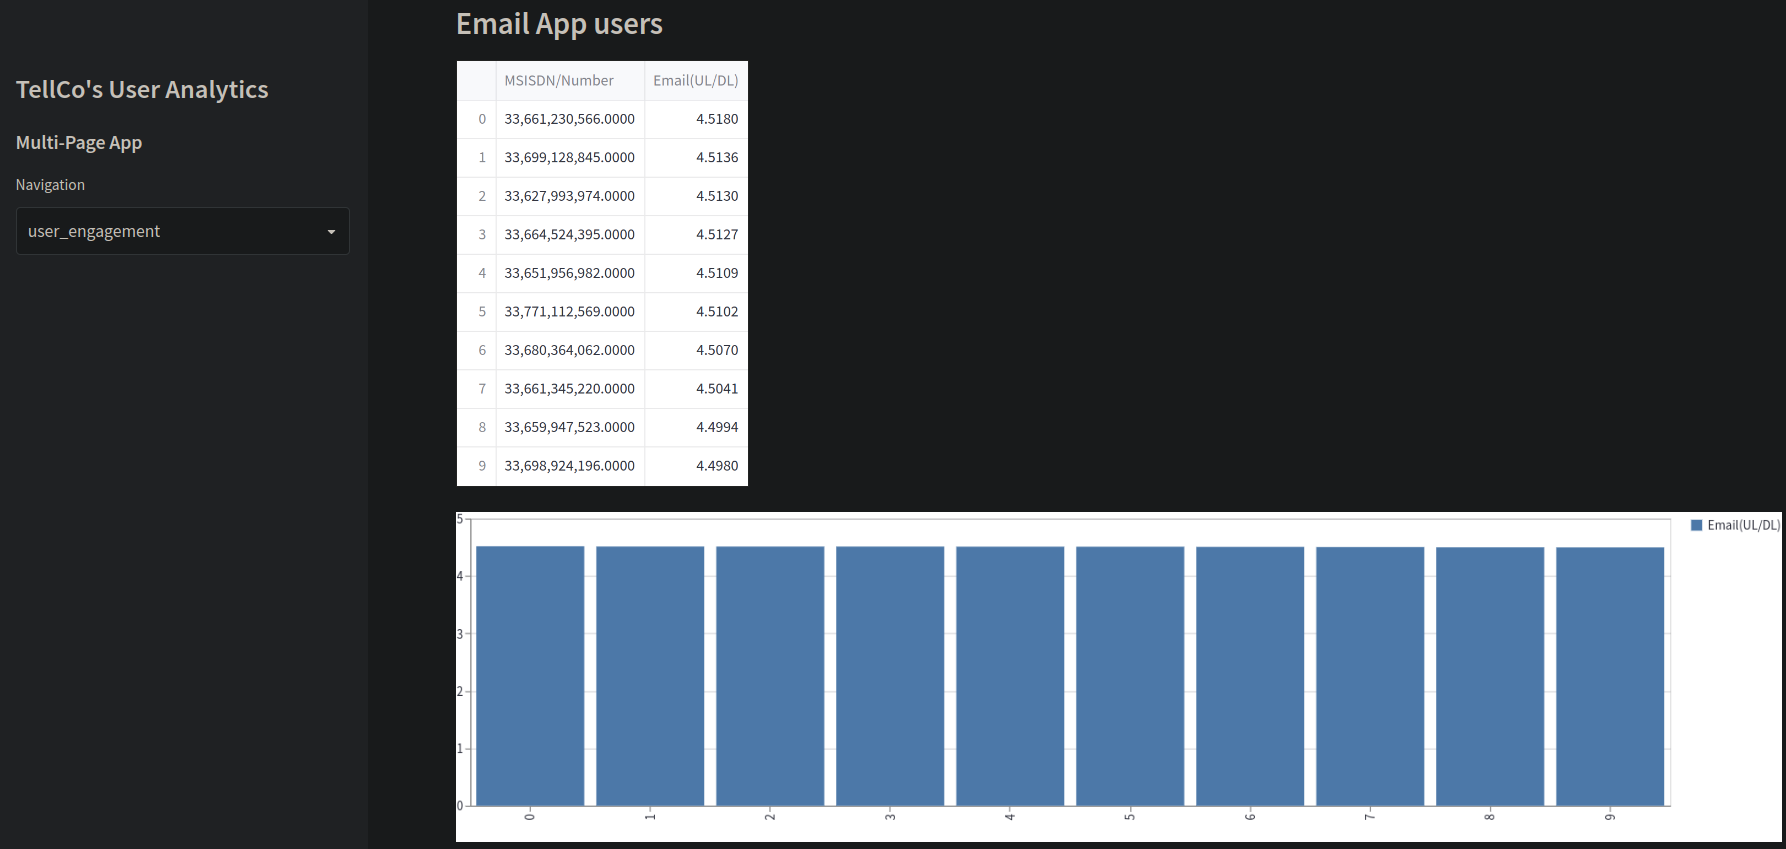 TellCo's User Analytics
Multi-Page App
Navigation
user_engagement
Email App users
MSISDN/Number Email(UL/DL)
0 33,661,230,566.0000 4.5180
1 33,699,128,845.0000 4.5136
2 33,627,993,974.0000 4.5130
3 33,664,524,395.0000 4.5127
4 33,651,956,982.0000 4.5109
5 33,771,112,569.0000 4.5102
6 33,680,364,062.0000 4.5070
7 33,661,345,220.0000 4.5041
8 33,659,947,523.0000 4.4994
9 33,698,924,196.0000 4.4980
5
4
3
2
1
0
0 1 2 3 4 5 6 7 8 9
Email(UL/DL)